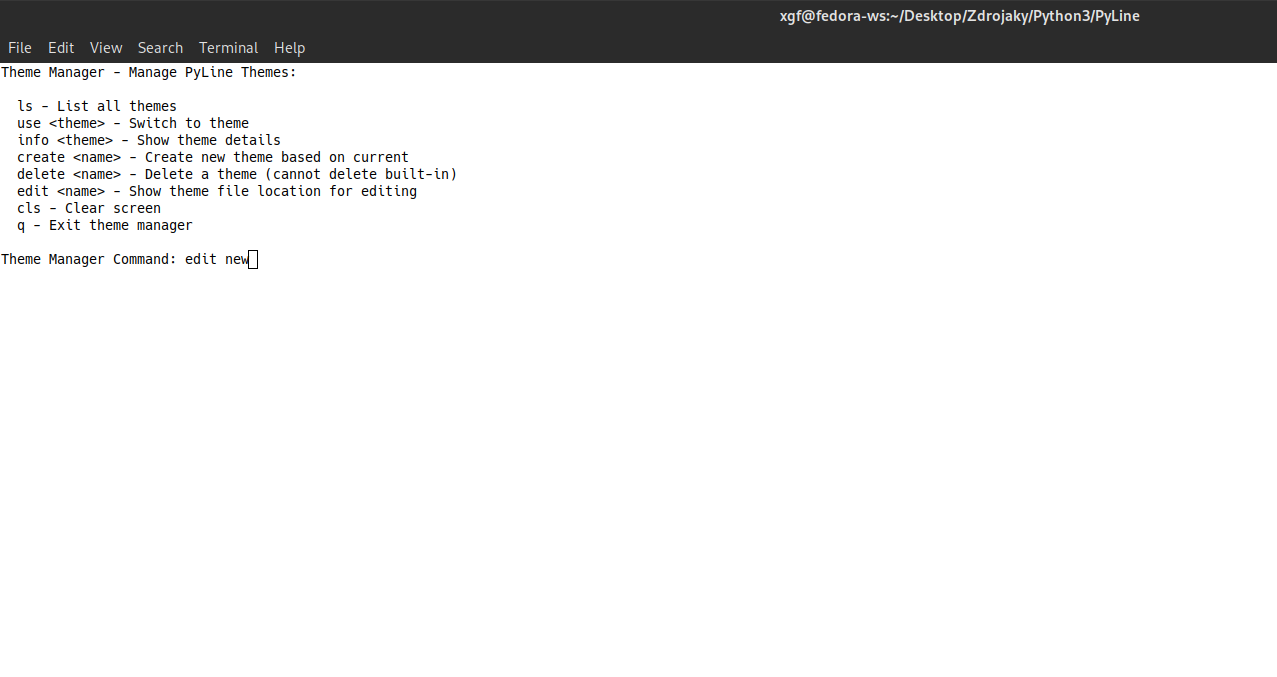 xgf@fedora-ws:~/Desktop/Zdrojaky/Python3/PyLine
File Edit View Search Terminal Help
Theme Manager - Manage PyLine Themes:
ls - List all themes
use <theme> - Switch to theme
info <theme> - Show theme details
create <name> - Create new theme based on current
delete <name> - Delete a theme (cannot delete built-in)
edit <name> - Show theme file location for editing
cls - Clear screen
q - Exit theme manager
Theme Manager Command: edit new